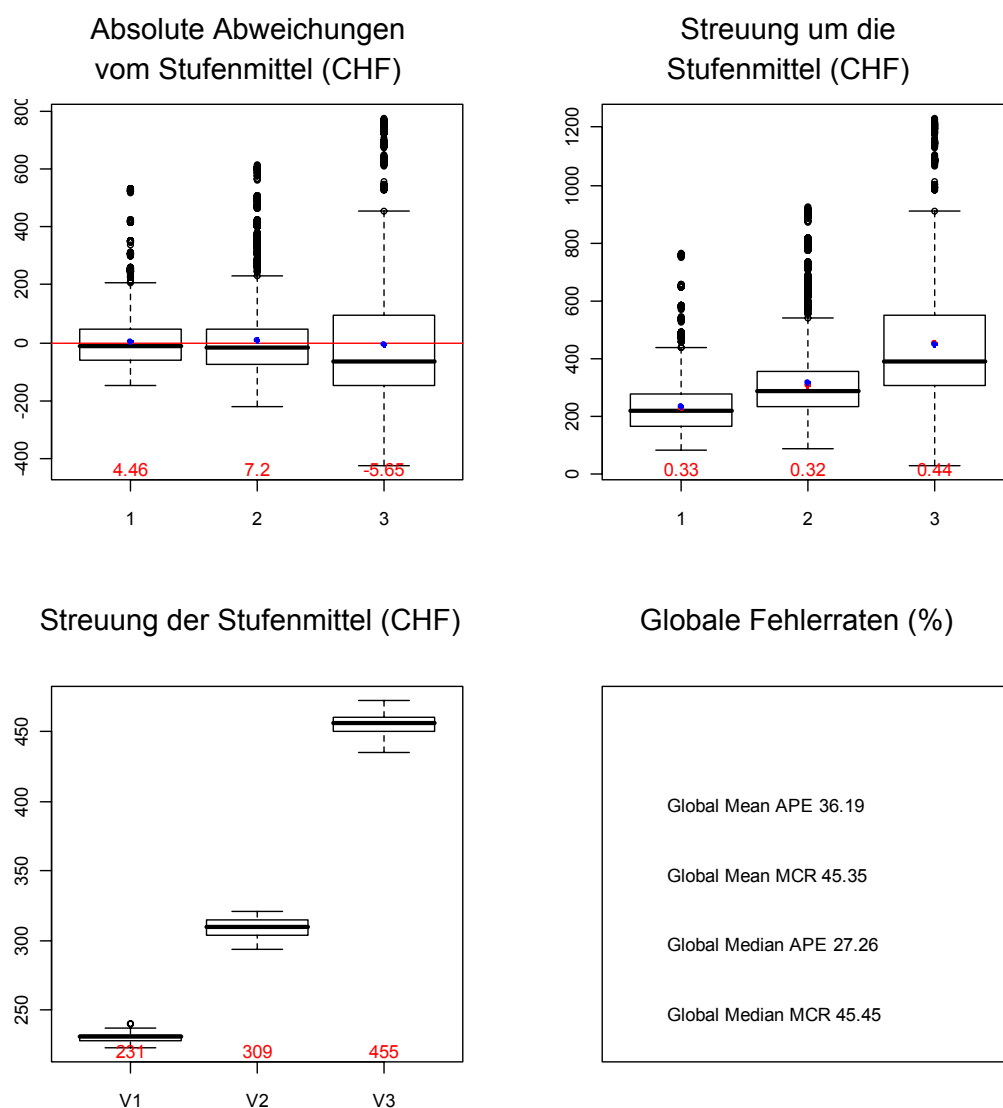 Absolute Abweichungen
vom Stufenmittel (CHF)
800
600
400
200
0
-200
-400
4.46 7.2 -5.65
1 2 3
Streuung um die
Stufenmittel (CHF)
1200
1000
800
600
400
200
0
0.33 0.32 0.44
1 2 3
Streuung der Stufenmittel (CHF)
450
400
350
300
250
231 309 455
V1 V2 V3
Globale Fehlerraten (%)
Global Mean APE 36.19
Global Mean MCR 45.35
Global Median APE 27.26
Global Median MCR 45.45